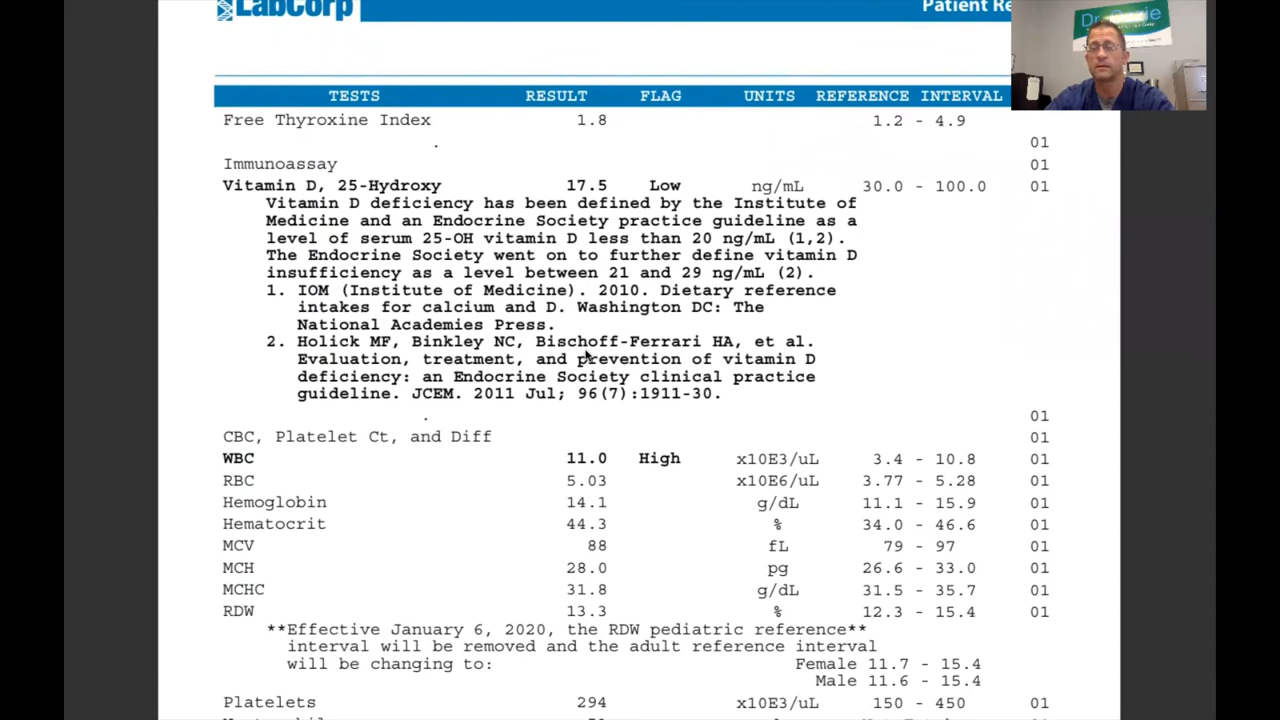 LabCorp
Patient Re
Dr.
TESTS RESULT FLAG UNITS REFERENCE INTERVAL
Free Thyroxine Index 1.8 1.2 - 4.9
. 01
Immunoassay 01
Vitamin D, 25-Hydroxy 17.5 Low ng/mL 30.0 - 100.0 01
Vitamin D deficiency has been defined by the Institute of
Medicine and an Endocrine Society practice guideline as a
level of serum 25-OH vitamin D less than 20 ng/mL (1,2).
The Endocrine Society went on to further define vitamin D
insufficiency as a level between 21 and 29 ng/mL (2).
1. IOM (Institute of Medicine). 2010. Dietary reference
intakes for calcium and D. Washington DC: The
National Academies Press.
2. Holick MF, Binkley NC, Bischoff-Ferrari HA, et al.
Evaluation, treatment, and prevention of vitamin D
deficiency: an Endocrine Society clinical practice
guideline. JCEM. 2011 Jul; 96(7):1911-30.
. 01
CBC, Platelet Ct, and Diff 01
WBC 11.0 High x10E3/uL 3.4 - 10.8 01
RBC 5.03 x10E6/uL 3.77 - 5.28 01
Hemoglobin 14.1 g/dL 11.1 - 15.9 01
Hematocrit 44.3 % 34.0 - 46.6 01
MCV 88 fL 79 - 97 01
MCH 28.0 pg 26.6 - 33.0 01
MCHC 31.8 g/dL 31.5 - 35.7 01
RDW 13.3 % 12.3 - 15.4 01
**Effective January 6, 2020, the RDW pediatric reference**
interval will be removed and the adult reference interval
will be changing to: Female 11.7 - 15.4
Male 11.6 - 15.4
Platelets 294 x10E3/uL 150 - 450 01